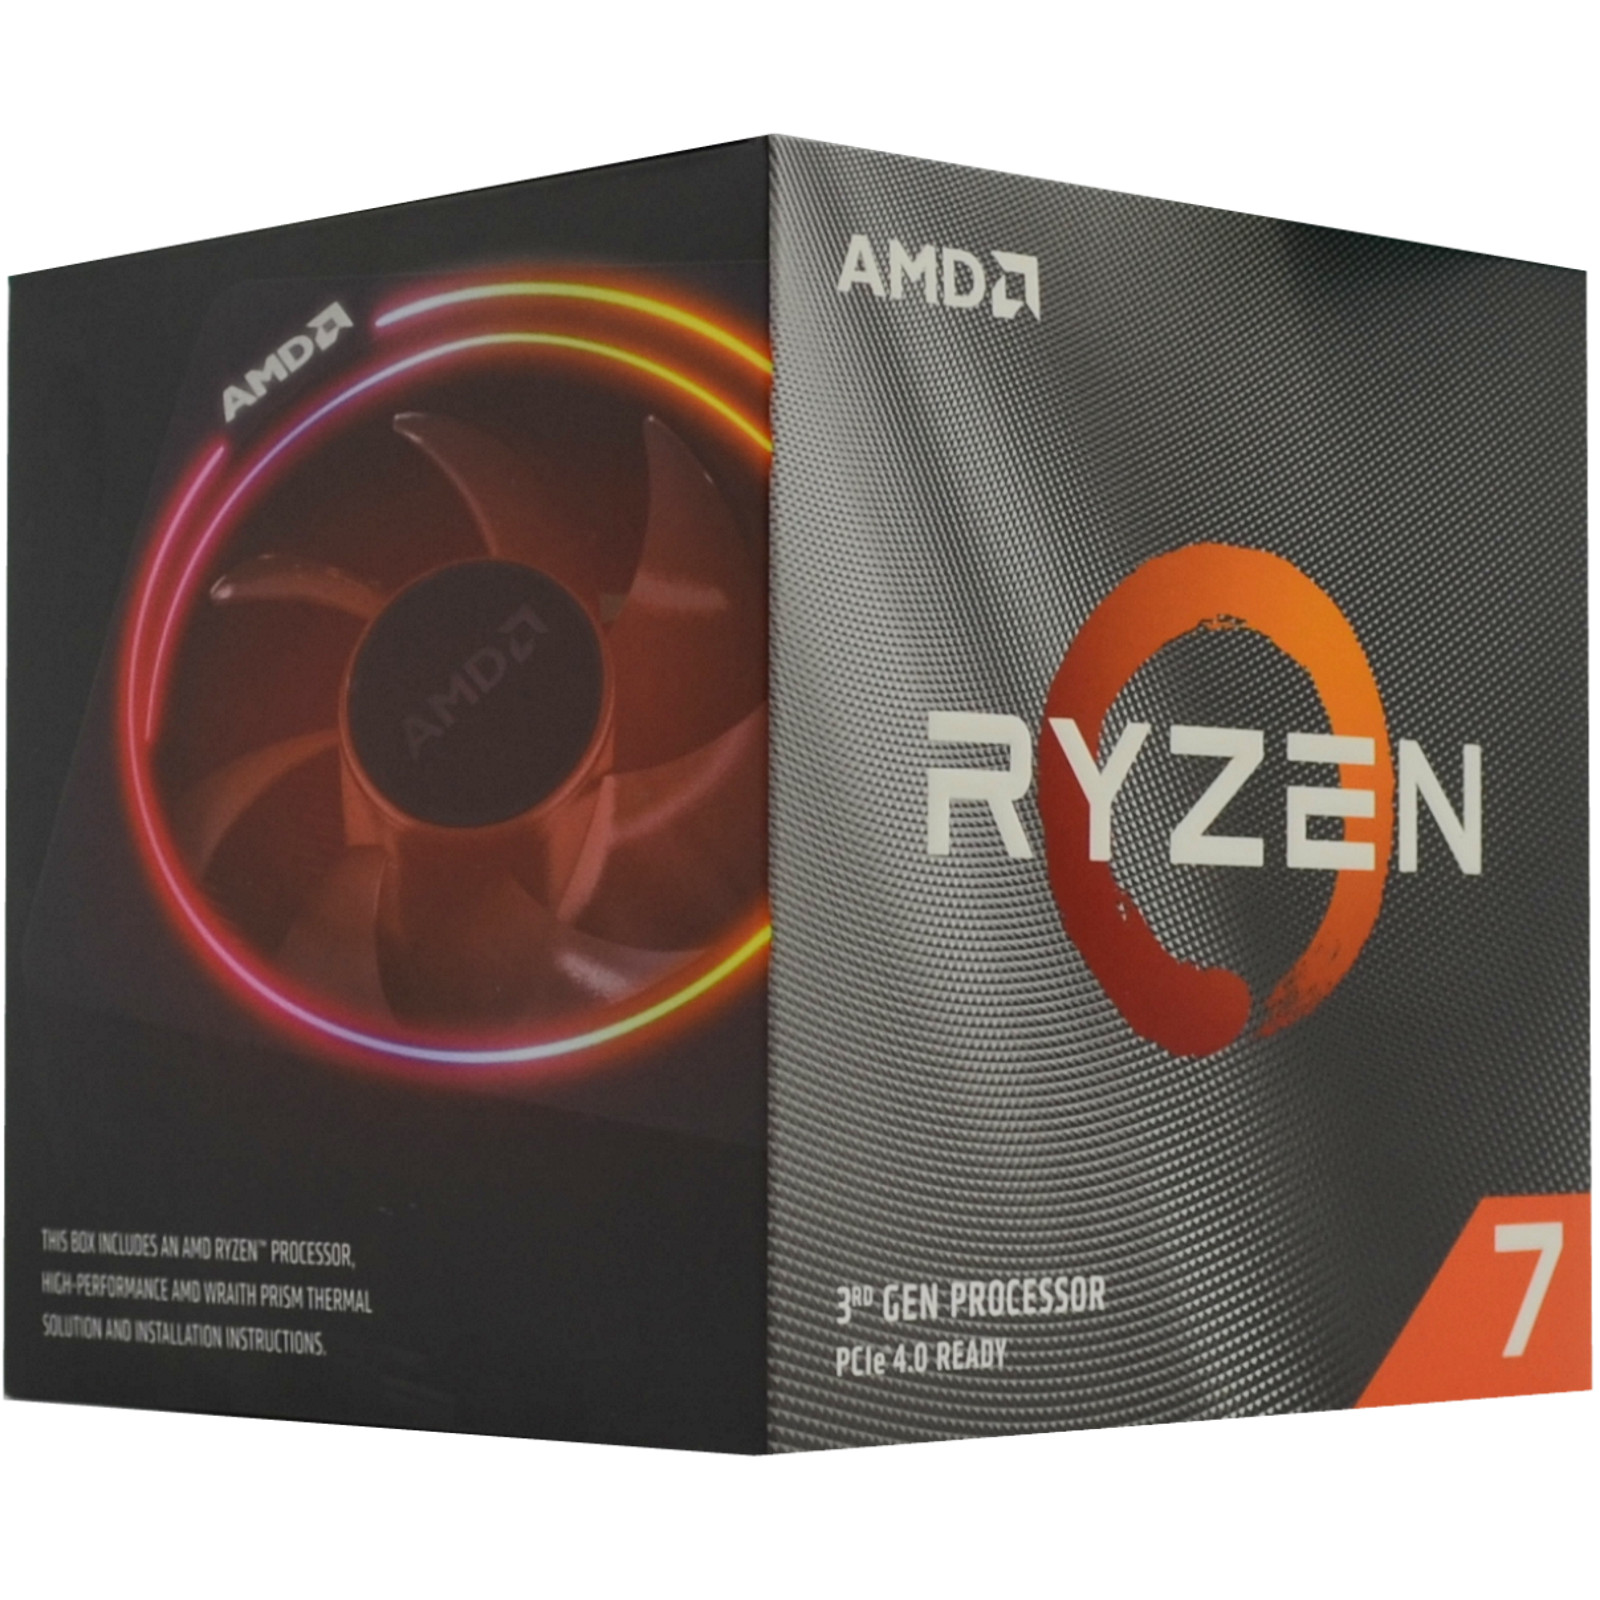 AMD
AMD
THIS BOX INCLUDES AN AMD RYZEN™ PROCESSOR,
HIGH-PERFORMANCE AMD WRAITH PRISM THERMAL
SOLUTION AND INSTALLATION INSTRUCTIONS.
AMD
RYZEN
3RD GEN PROCESSOR
PCIe® 4.0 READY
7